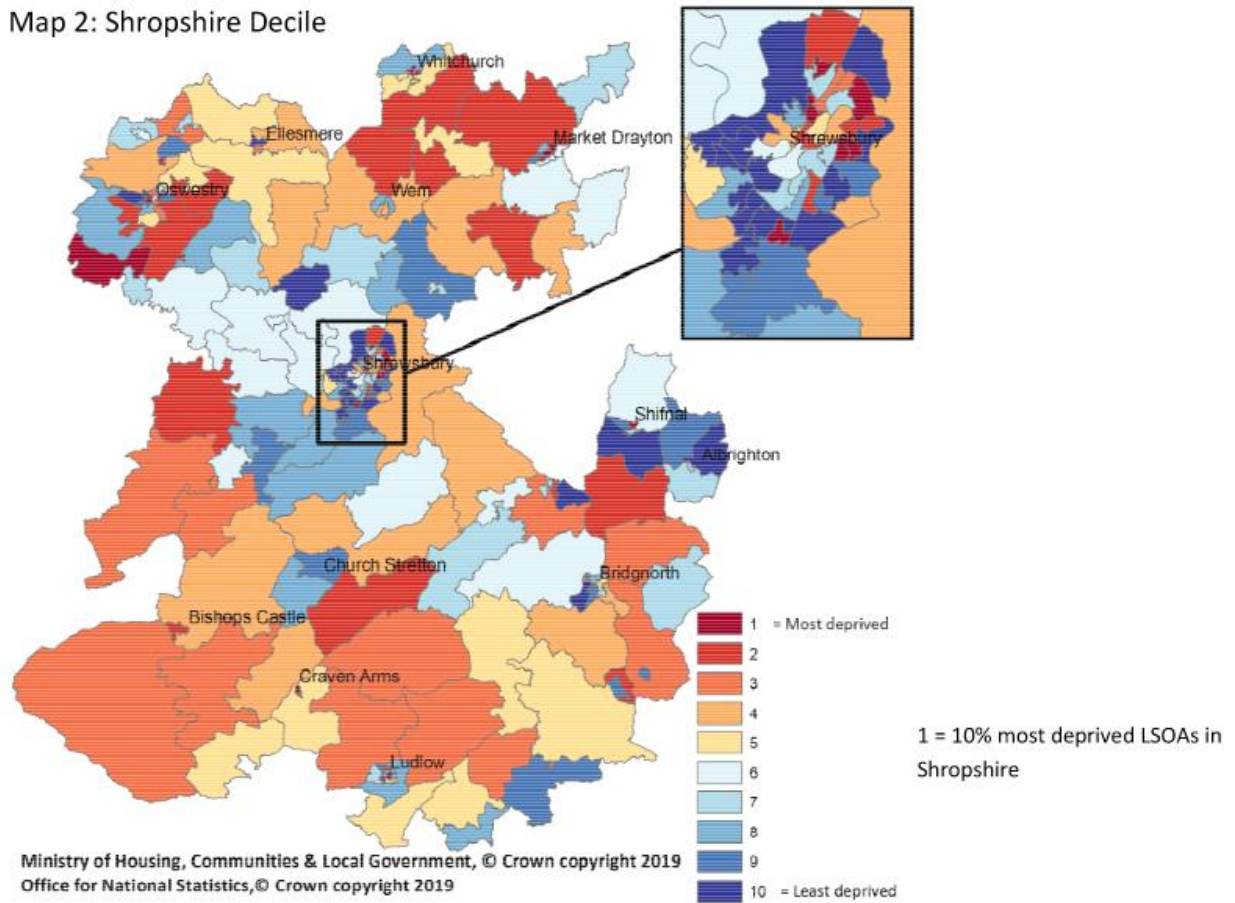 Map 2: Shropshire Decile
Whitchurch
Ellesmere
Market Drayton
Shrewsbury
Oswestry
Wem
Shrewsbury
Shifnal
Albrighton
Church Stretton
Bridgnorth
Bishops Castle
Craven Arms
Ludlow
1 = Most deprived
2
3
4
5
6
7
8
9
10 = Least deprived
1 = 10% most deprived LSOAs in
Shropshire
Ministry of Housing, Communities & Local Government, © Crown copyright 2019
Office for National Statistics,© Crown copyright 2019